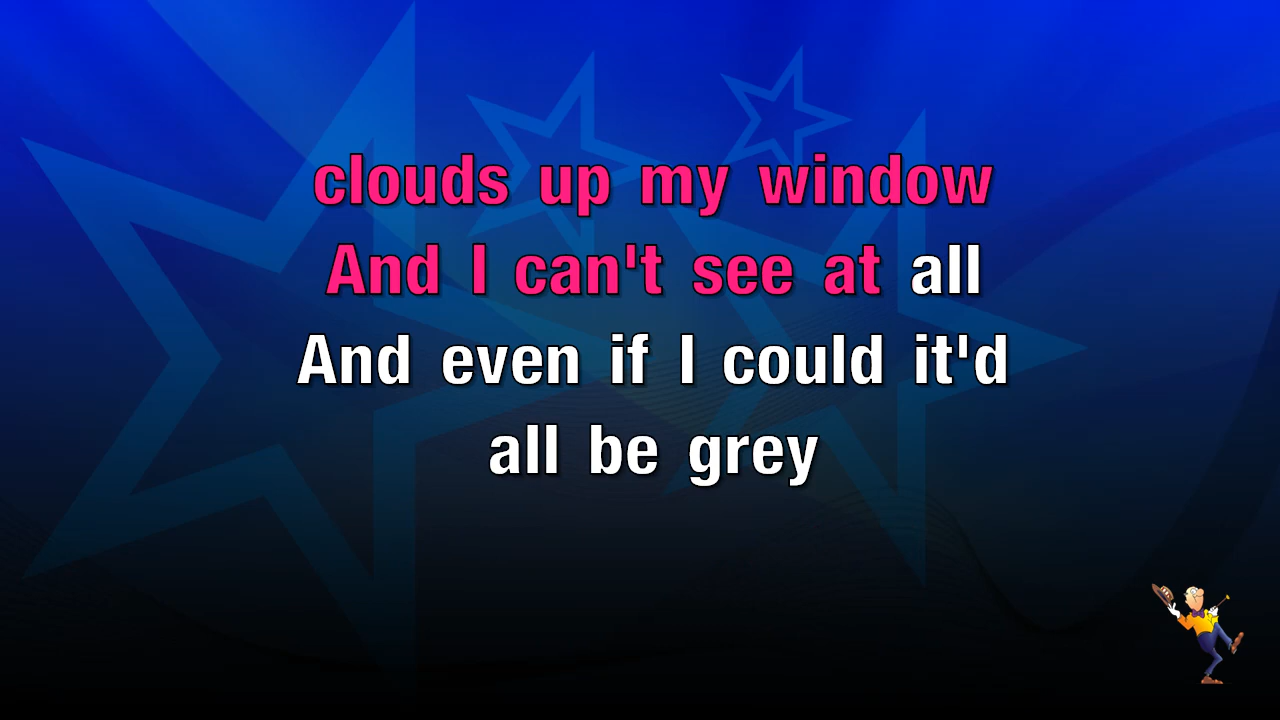 clouds up my window
And I can't see at all
And even if I could it'd
all be grey